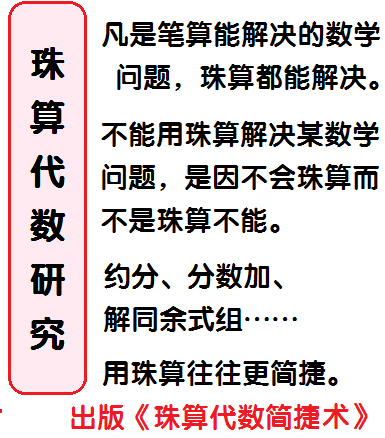 珠算代数研究
凡是笔算能解决的数学
问题，珠算都能解决。
不能用珠算解决某数学
问题，是因不会珠算而
不是珠算不能。
约分、分数加、
解同余式组……
用珠算往往更简捷。
出版《珠算代数简捷术》